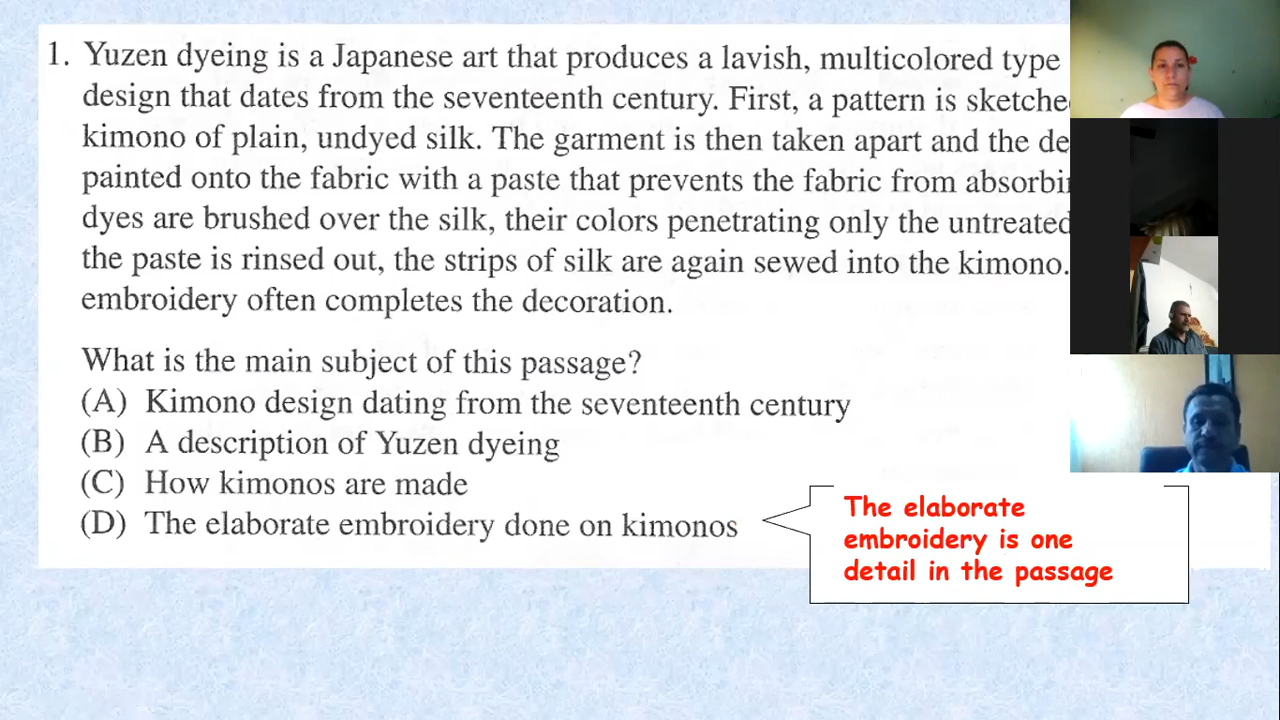 1. Yuzen dyeing is a Japanese art that produces a lavish, multicolored type
design that dates from the seventeenth century. First, a pattern is
kimono of plain, undyed silk. The garment is then taken apart and the
painted onto the fabric with a paste that prevents the fabric from
dyes are brushed over the silk, their colors penetrating only the untreated
the paste is rinsed out, the strips of silk are again sewed into the kimono.
embroidery often completes the decoration.
What is the main subject of this passage?
(A) Kimono design dating from the seventeenth century
(B) A description of Yuzen dyeing
(C) How kimonos are made
(D) The elaborate embroidery done on kimonos
The elaborate
embroidery is one
detail in the passage